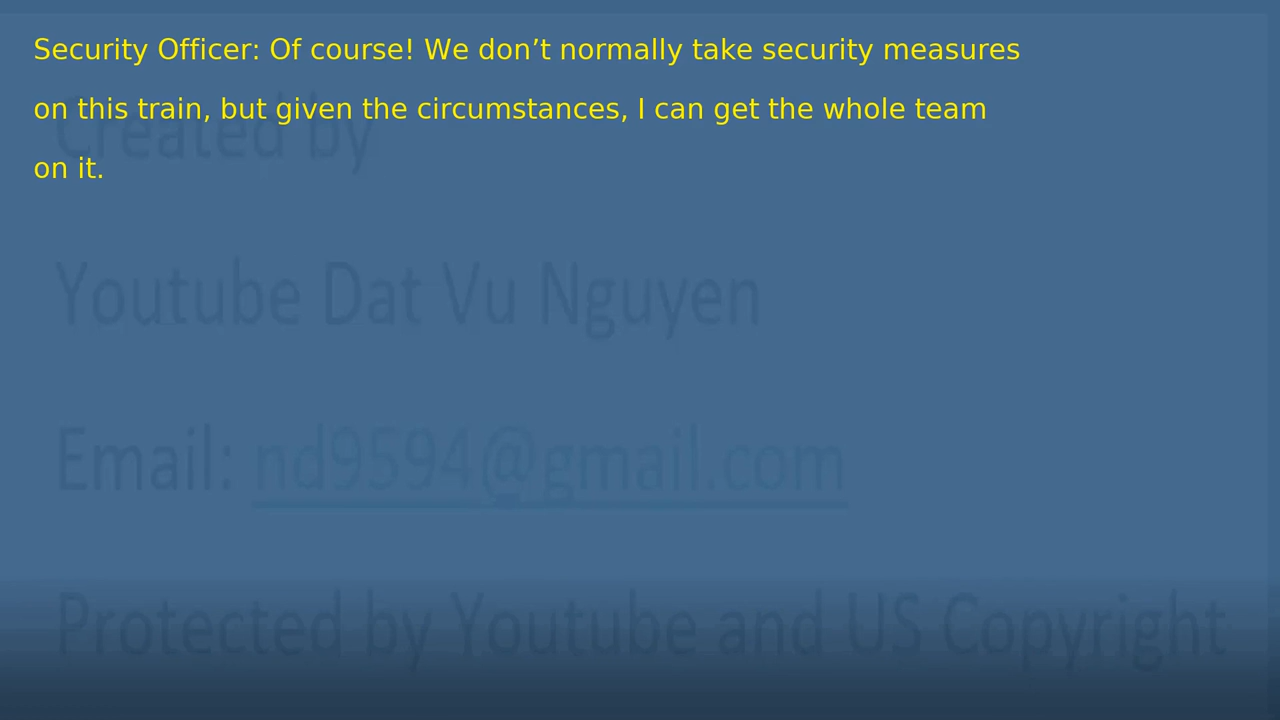 Security Officer: Of course! We don’t normally take security measures
on this train, but given the circumstances, I can get the whole team
on it.
Created by
Youtube Dat Vu Nguyen
Email: nd9594@gmail.com
Protected by Youtube and US Copyright